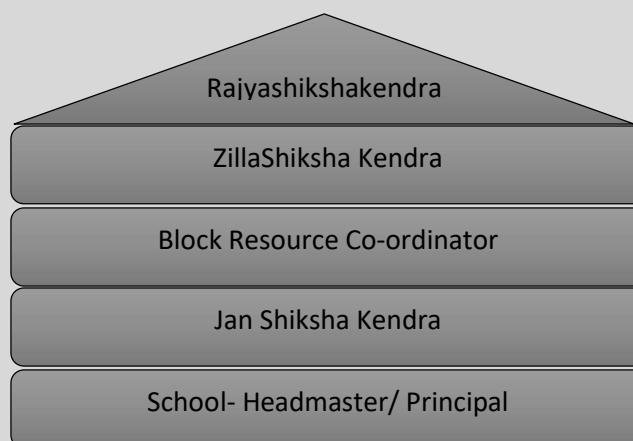 Rajyashikshakendra
ZillaShiksha Kendra
Block Resource Co-ordinator
Jan Shiksha Kendra
School- Headmaster/ Principal